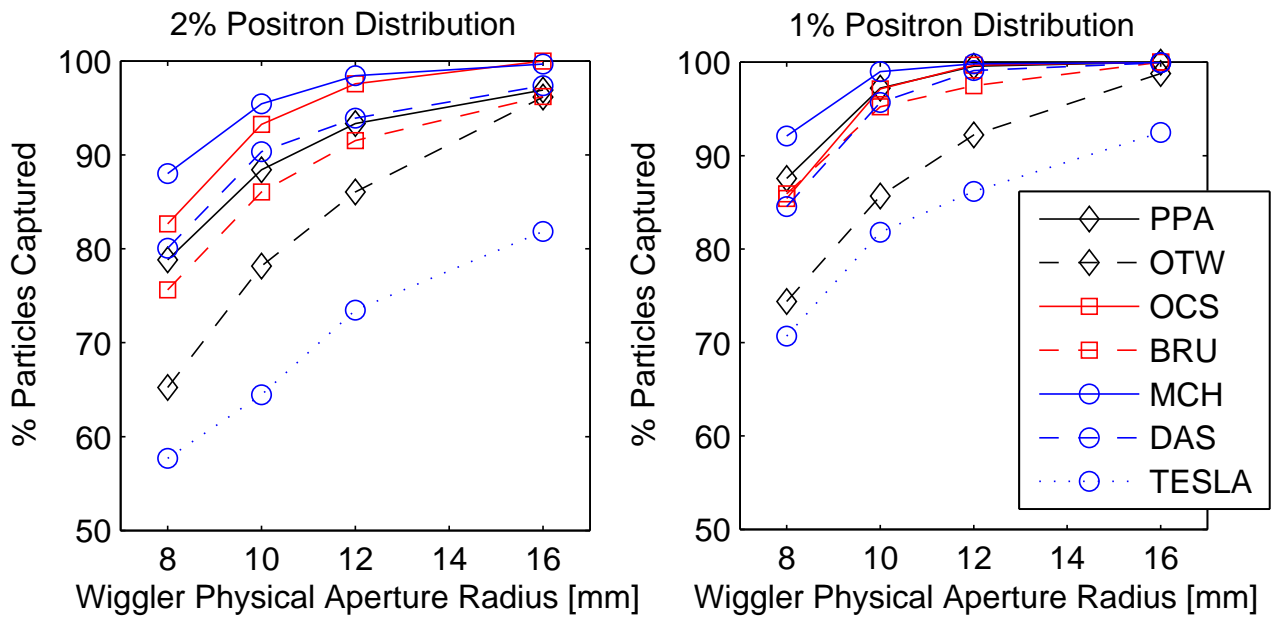 2% Positron Distribution
100
90
80
70
60
50
8 10 12 14 16
% Particles Captured
Wiggler Physical Aperture Radius [mm]
1% Positron Distribution
100
90
80
70
60
50
8 10 12 14 16
% Particles Captured
Wiggler Physical Aperture Radius [mm]
PPA
OTW
OCS
BRU
MCH
DAS
TESLA